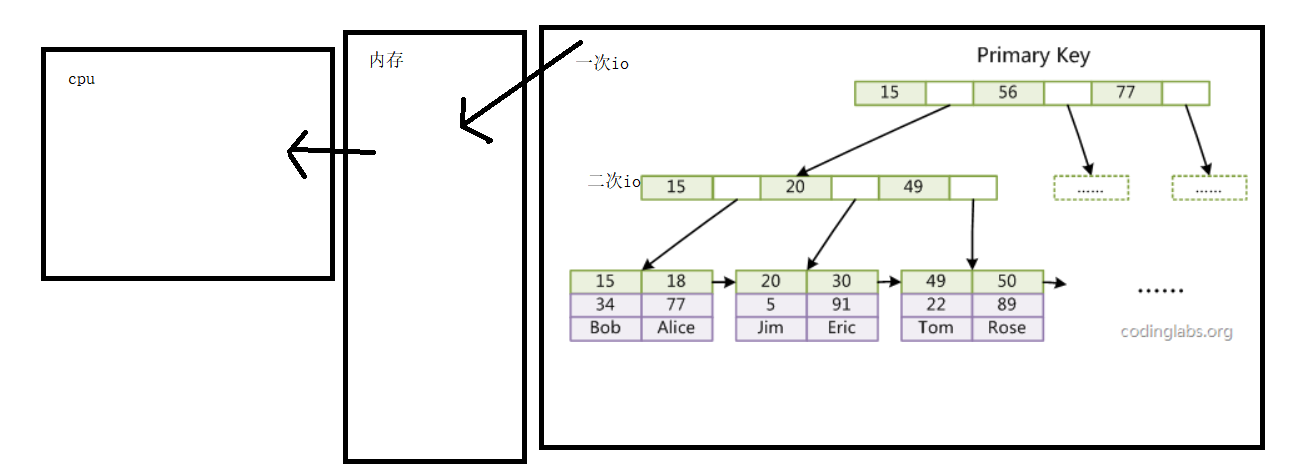 cpu
内存
一次io
Primary Key
15 56 77
二次io
15 20 49
......
......
15 18
34 77
Bob Alice
20 30
5 91
Jim Eric
49 50
22 89
Tom Rose
......
codinglabs.org